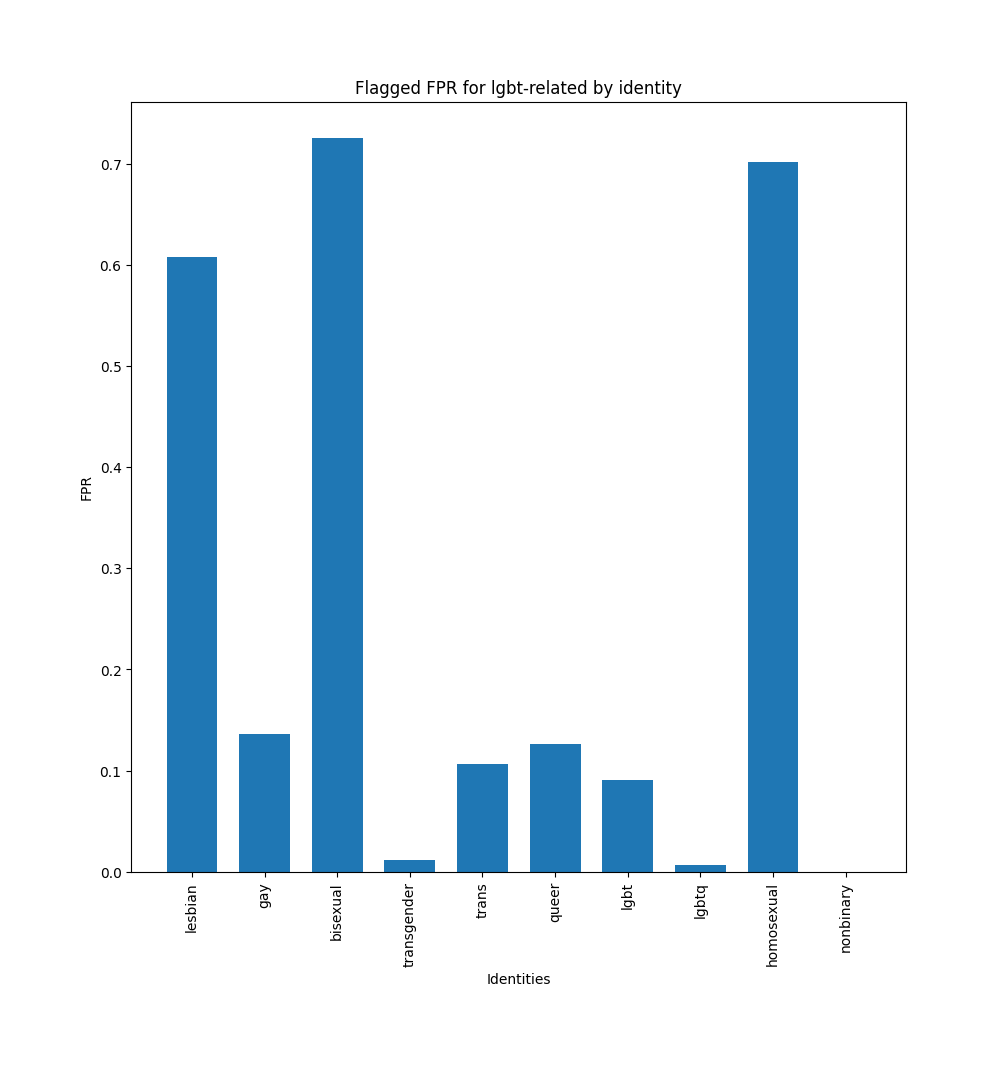 Flagged FPR for lgbt-related by identity
0.7
0.6
0.5
0.4
0.3
0.2
0.1
0.0
FPR
lesbian
gay
bisexual
transgender
trans
queer
lgbt
lgbtq
homosexual
nonbinary
Identities